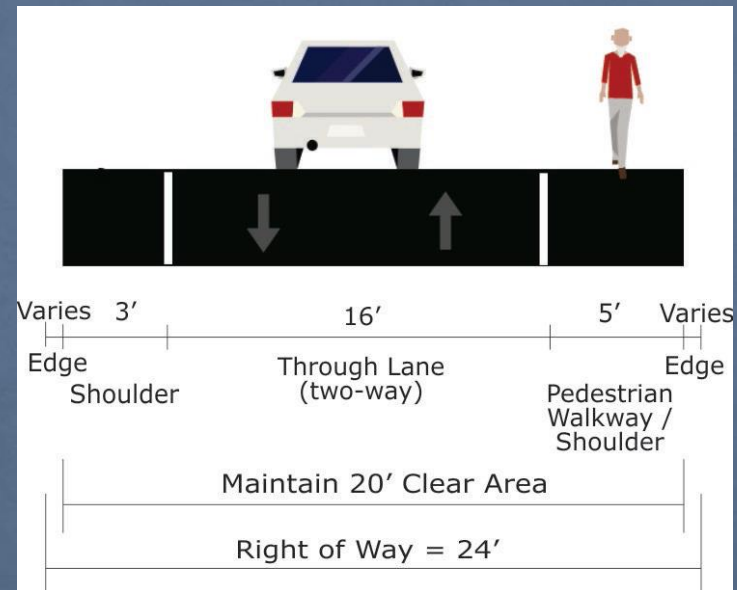 Varies 3′ 16′ 5′ Varies
Edge Shoulder Through Lane
(two-way) Pedestrian
Walkway /
Shoulder Edge
Maintain 20′ Clear Area
Right of Way = 24′